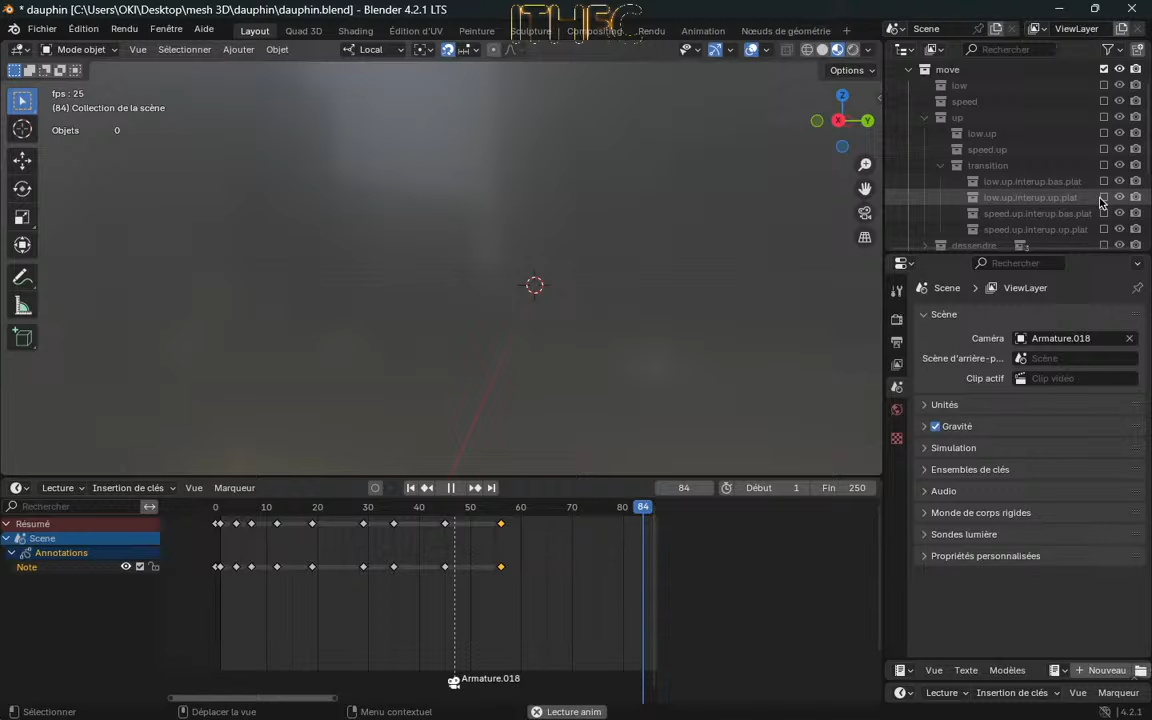 * dauphin [C:\Users\OKI\Desktop\mesh 3D\dauphin\dauphin.blend] - Blender 4.2.1 LTS
Fichier Édition Rendu Fenêtre Aide Layout Quad 3D Shading Édition d'UV Peinture Sculpture Compositing Rendu Animation Nœuds de géométrie + Scene ViewLayer
Mode objet Vue Sélectionner Ajouter Objet Local Rechercher
Options
fps : 25
(84) Collection de la scène
Objets 0
Z
X
Y
move
low
speed
up
low.up
speed.up
transition
low.up.interup.bas.plat
low.up.interup.up.plat
speed.up.interup.bas.plat
speed.up.interup.up.plat
dessendre 3
Rechercher
Scene ViewLayer
Scène
Caméra Armature.018
Scène d'arrière-p... Scène
Clip actif Clip vidéo
Unités
Gravité
Simulation
Ensembles de clés
Audio
Monde de corps rigides
Sondes lumière
Propriétés personnalisées
Lecture Insertion de clés Vue Marqueur 84 Début 1 Fin 250
Rechercher 0 10 20 30 40 50 60 70 80 84
Résumé
Scene
Annotations
Note
Armature.018
Vue Texte Modèles + Nouveau
Lecture Insertion de clés Vue Marqueur
Sélectionner Déplacer la vue Menu contextuel Lecture anim 4.2.1